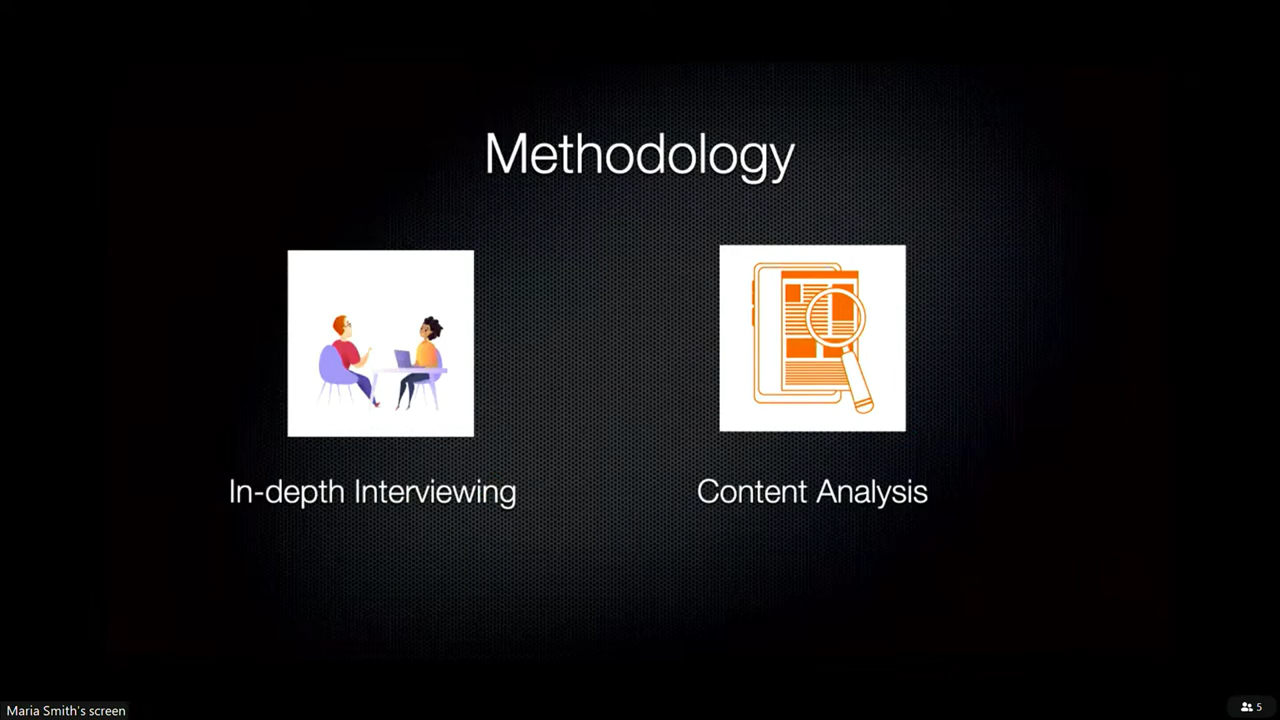 Methodology
In-depth Interviewing
Content Analysis
Maria Smith's screen
5